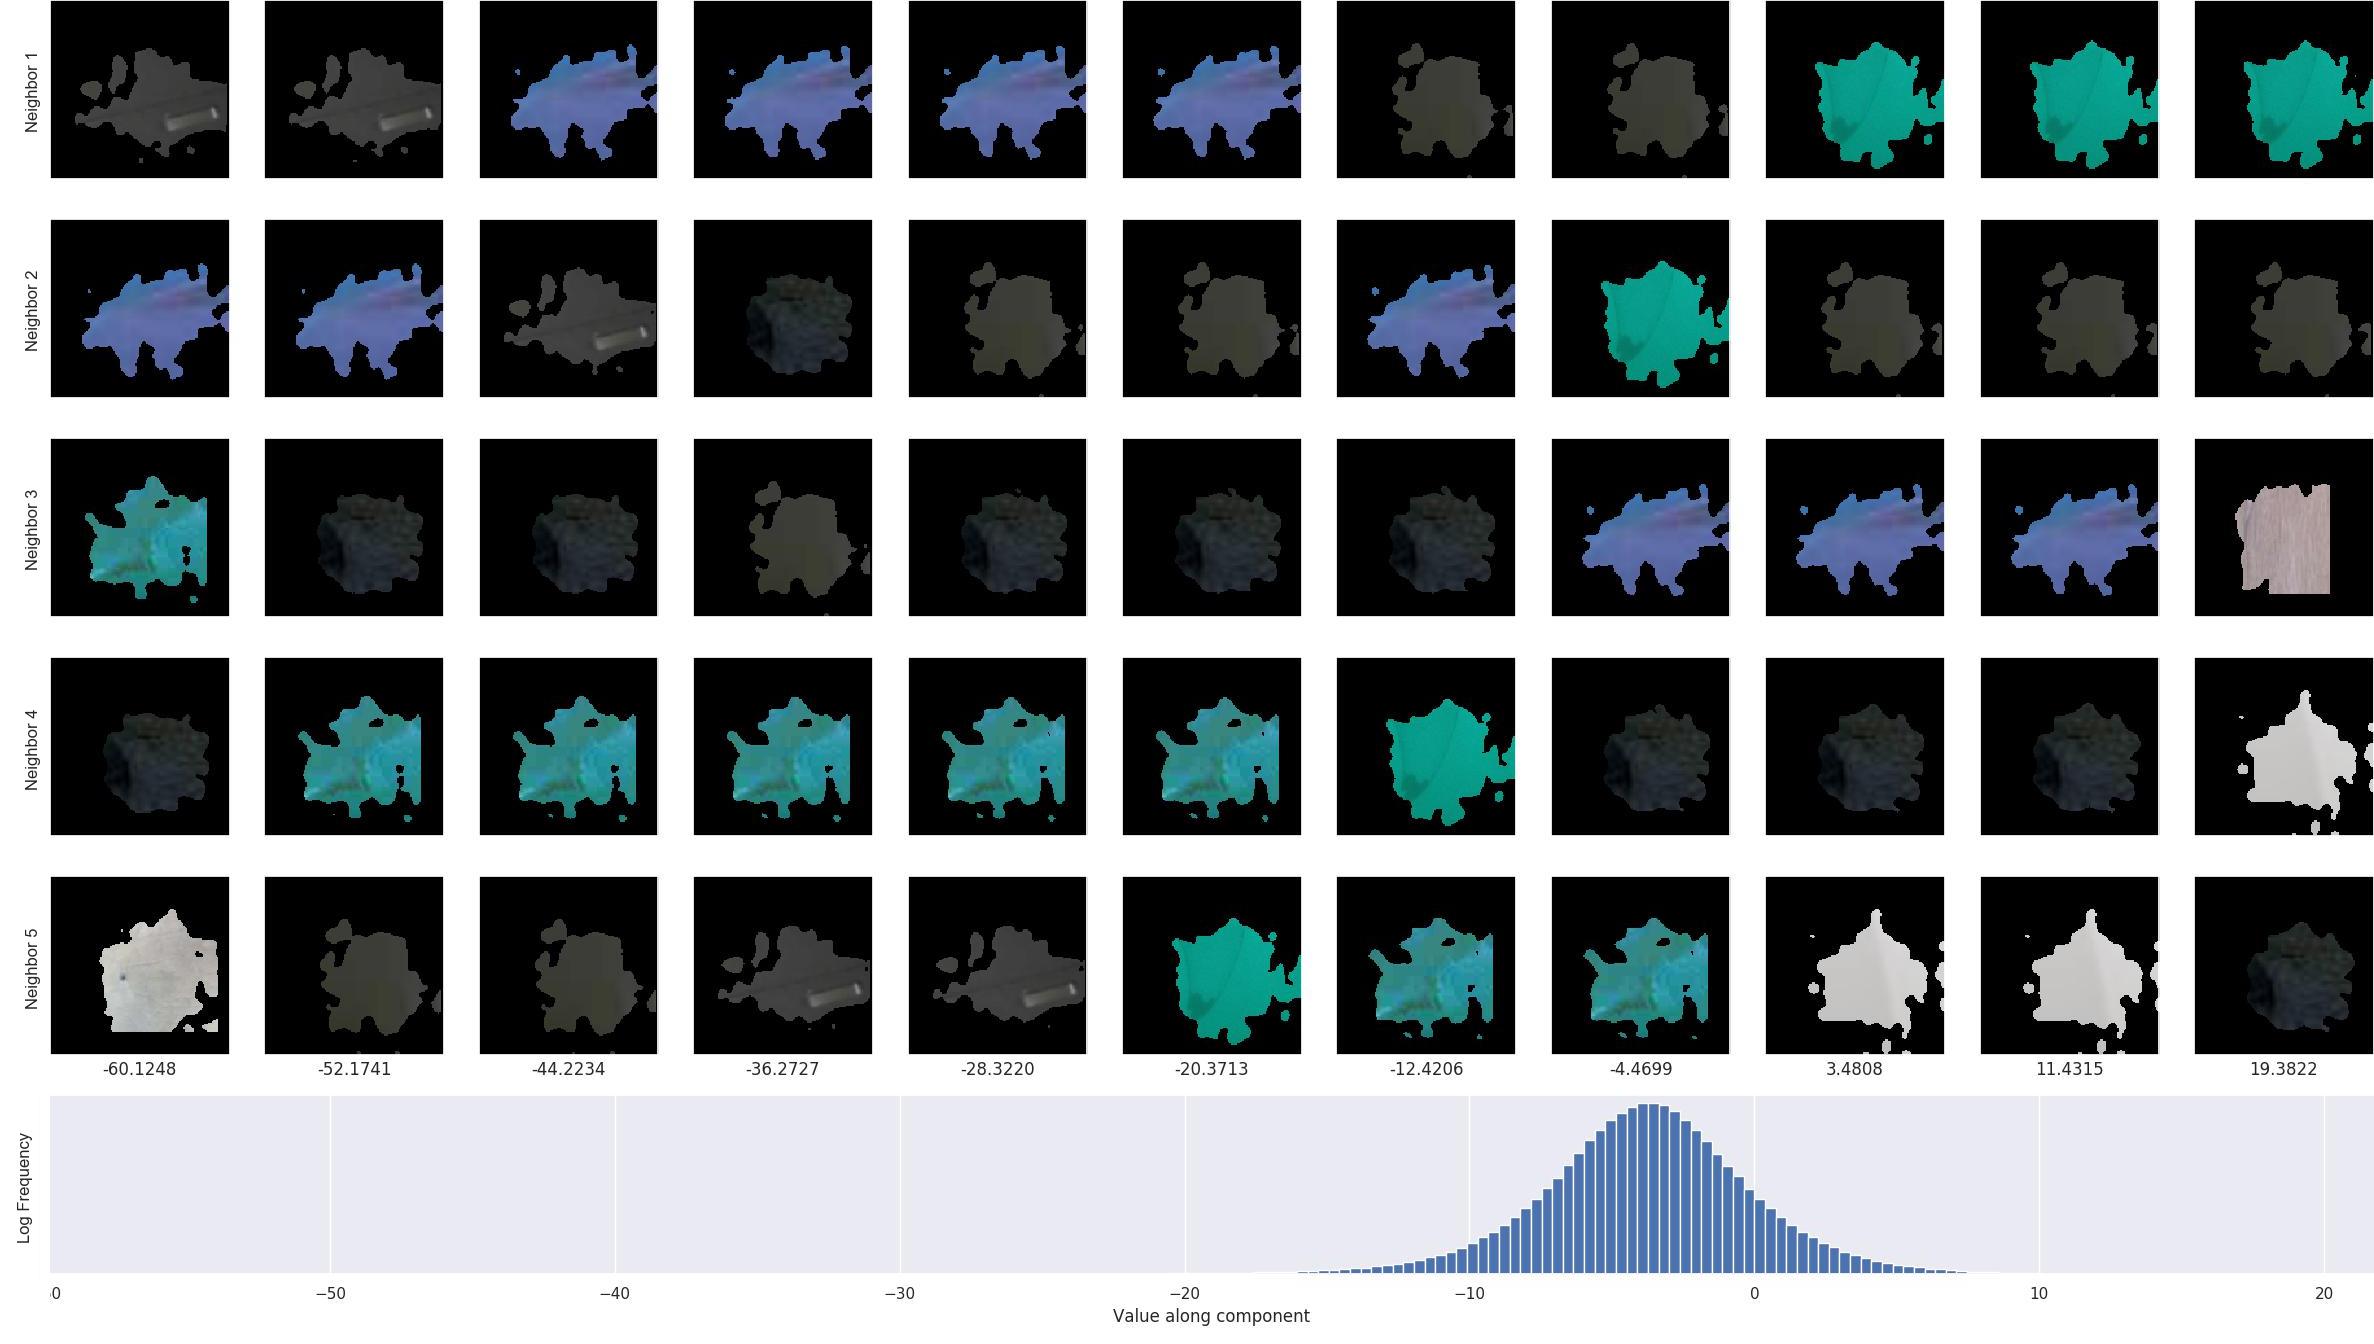 Neighbor 1
Neighbor 2
Neighbor 3
Neighbor 4
Neighbor 5
-60.1248 -52.1741 -44.2234 -36.2727 -28.3220 -20.3713 -12.4206 -4.4699 3.4808 11.4315 19.3822
Log Frequency
0 −50 −40 −30 −20 −10 0 10 20
Value along component